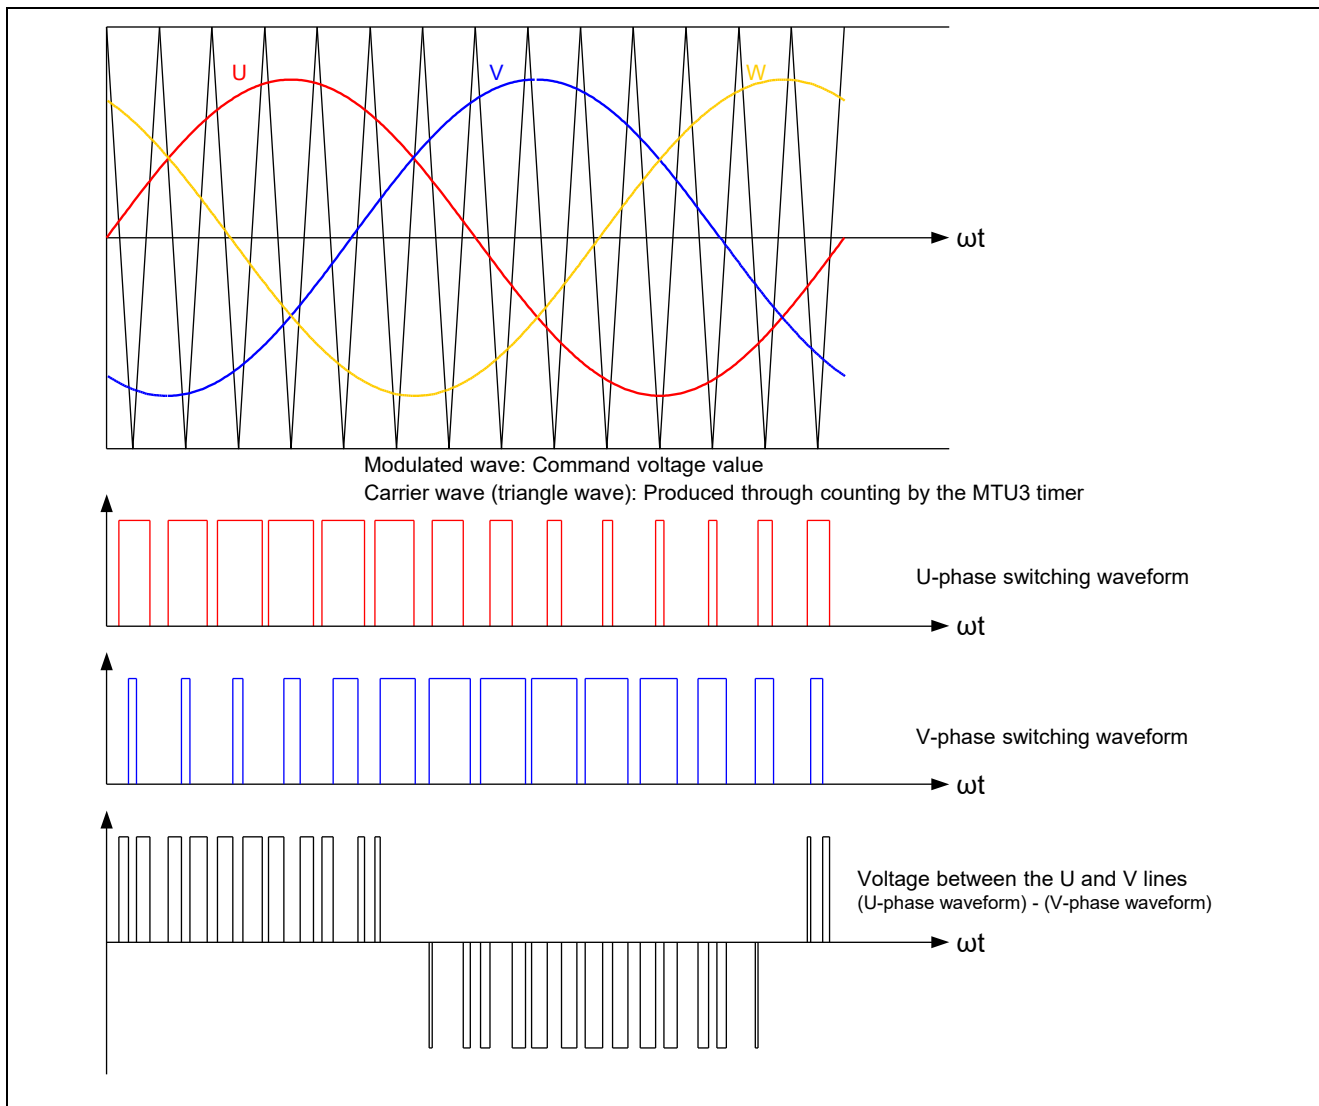 U
V
W
ωt
Modulated wave: Command voltage value
Carrier wave (triangle wave): Produced through counting by the MTU3 timer
U-phase switching waveform
ωt
V-phase switching waveform
ωt
Voltage between the U and V lines
(U-phase waveform) - (V-phase waveform)
ωt